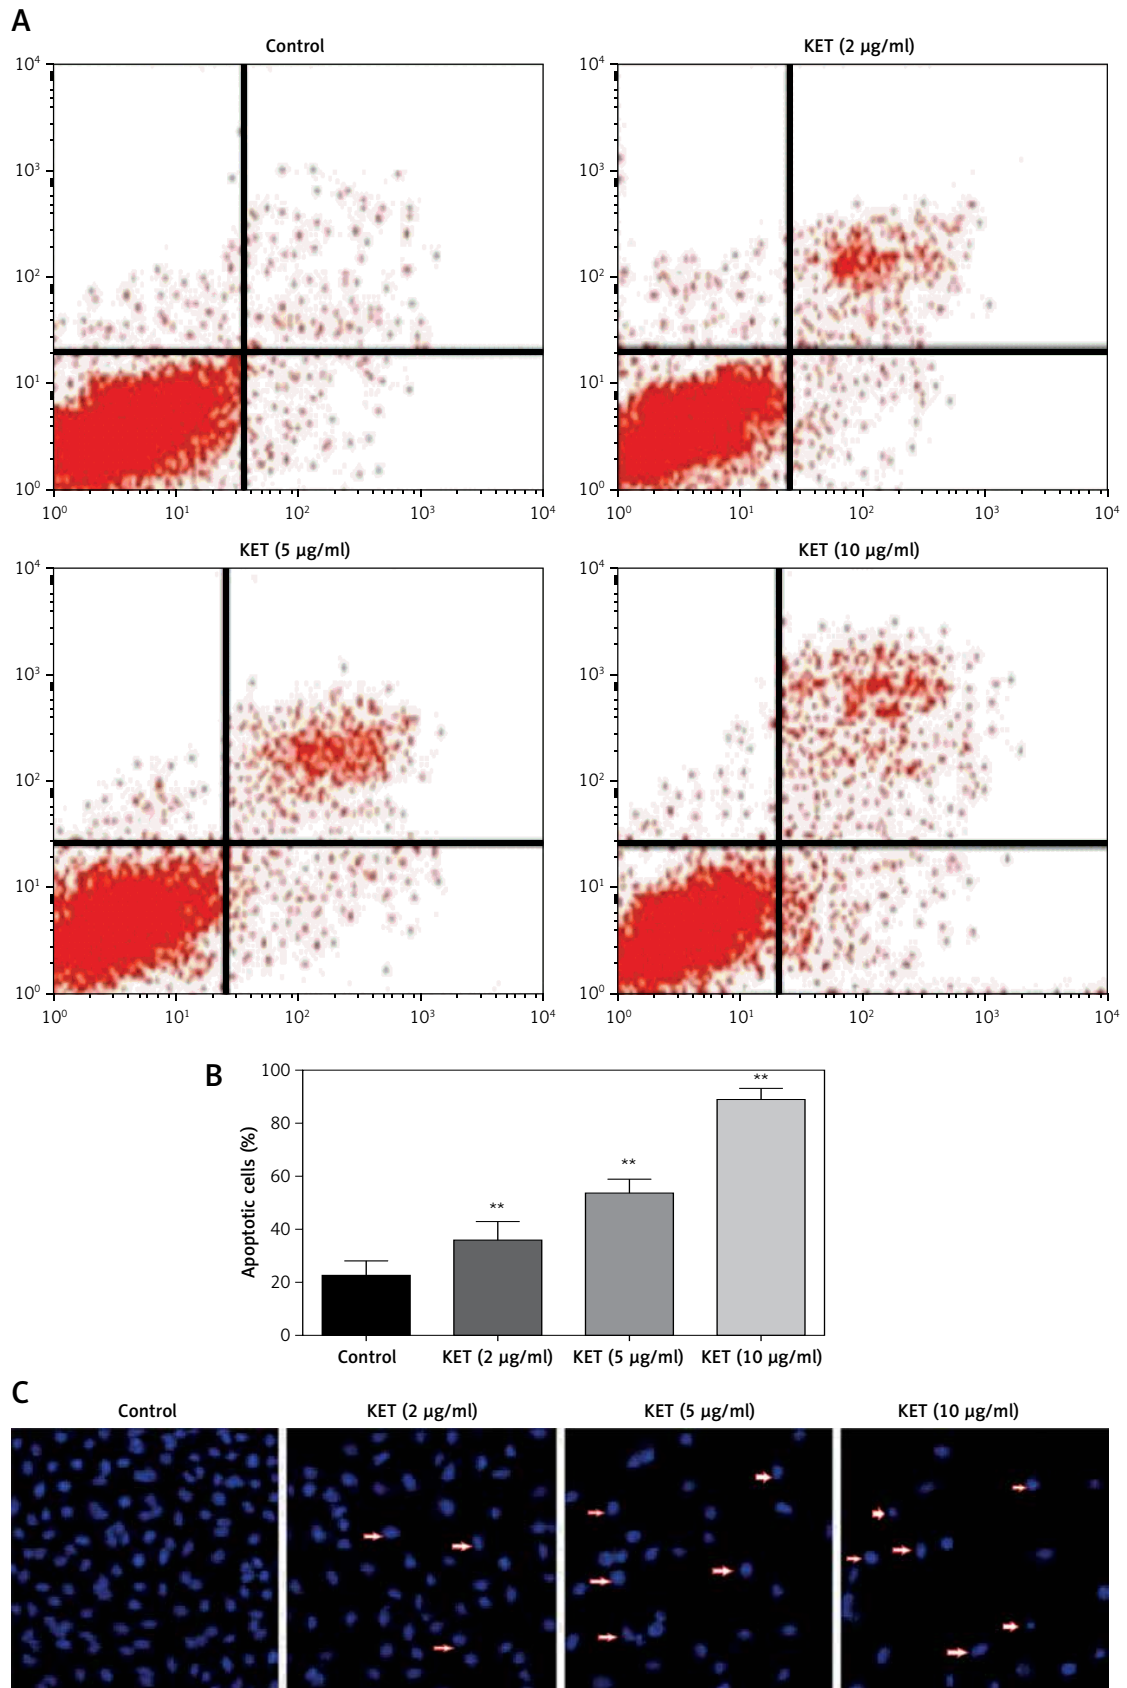 A
Control
KET (2 µg/ml)
10⁴
10³
10²
10¹
10⁰
10⁰ 10¹ 10² 10³ 10⁴
10⁴
10³
10²
10¹
10⁰
10⁰ 10¹ 10² 10³ 10⁴
KET (5 µg/ml)
KET (10 µg/ml)
10⁴
10³
10²
10¹
10⁰
10⁰ 10¹ 10² 10³ 10⁴
10⁴
10³
10²
10¹
10⁰
10⁰ 10¹ 10² 10³ 10⁴
B
Apoptotic cells (%)
100
80
60
40
20
0
**
**
**
Control KET (2 µg/ml) KET (5 µg/ml) KET (10 µg/ml)
C
Control KET (2 µg/ml) KET (5 µg/ml) KET (10 µg/ml)